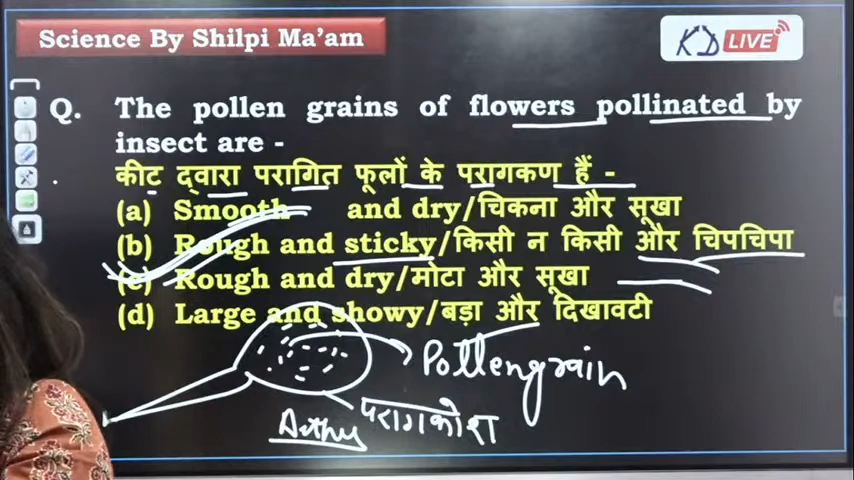 Science By Shilpi Ma'am
KD LIVE
Q. The pollen grains of flowers pollinated by
insect are -
कीट द्वारा परागित फूलों के परागकण हैं -
(a) Smooth and dry/चिकना और सूखा
(b) Rough and sticky/किसी न किसी और चिपचिपा
(c) Rough and dry/मोटा और सूखा
(d) Large and showy/बड़ा और दिखावटी
Pollengrain
परागकोश